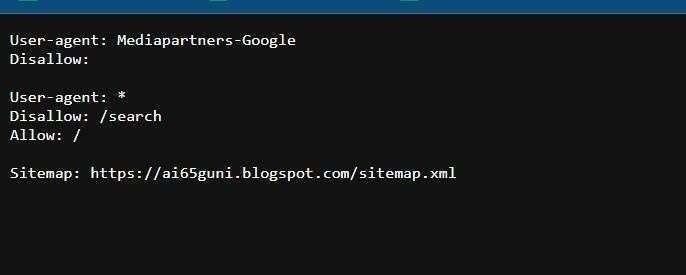 User-agent: Mediapartners-Google
Disallow:
User-agent: *
Disallow: /search
Allow: /
Sitemap: https://ai65guni.blogspot.com/sitemap.xml